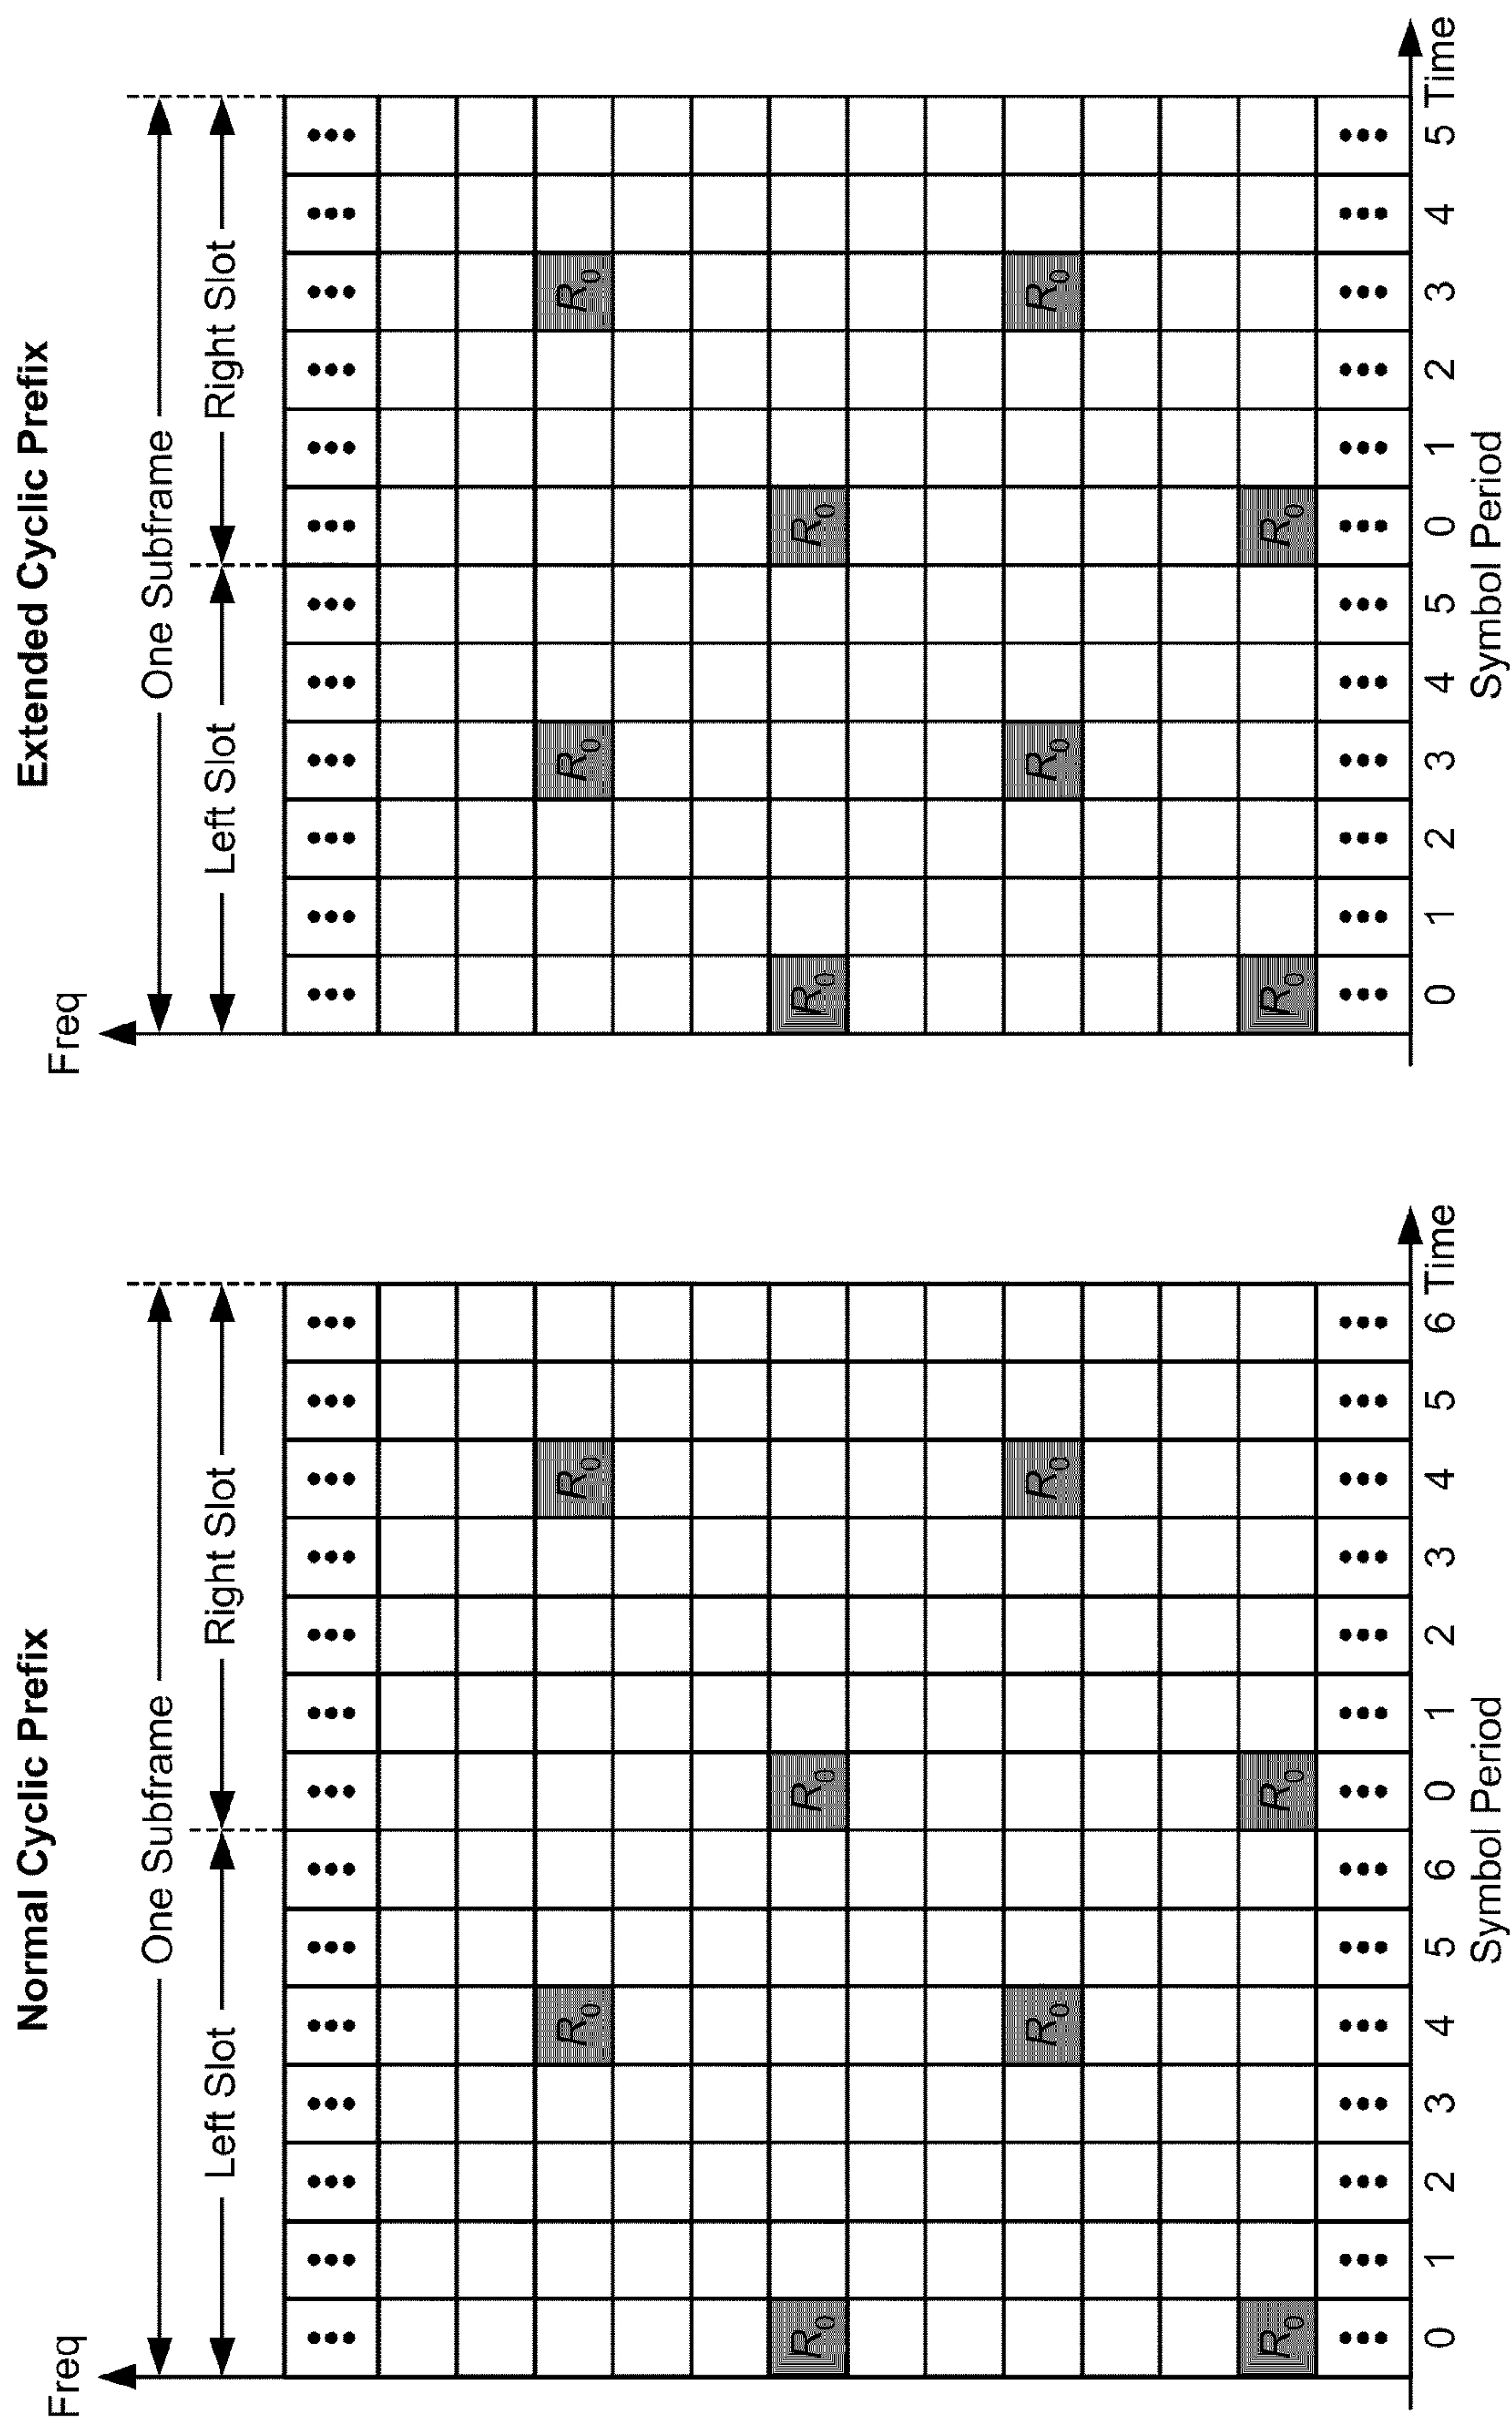 Normal Cyclic Prefix
Freq
One Subframe
Left Slot Right Slot
R0 R0
R0 R0
R0 R0
R0 R0
0 1 2 3 4 5 6 0 1 2 3 4 5 6 Time
Symbol Period
Extended Cyclic Prefix
Freq
One Subframe
Left Slot Right Slot
R0 R0
R0 R0
R0 R0
R0 R0
0 1 2 3 4 5 0 1 2 3 4 5 Time
Symbol Period